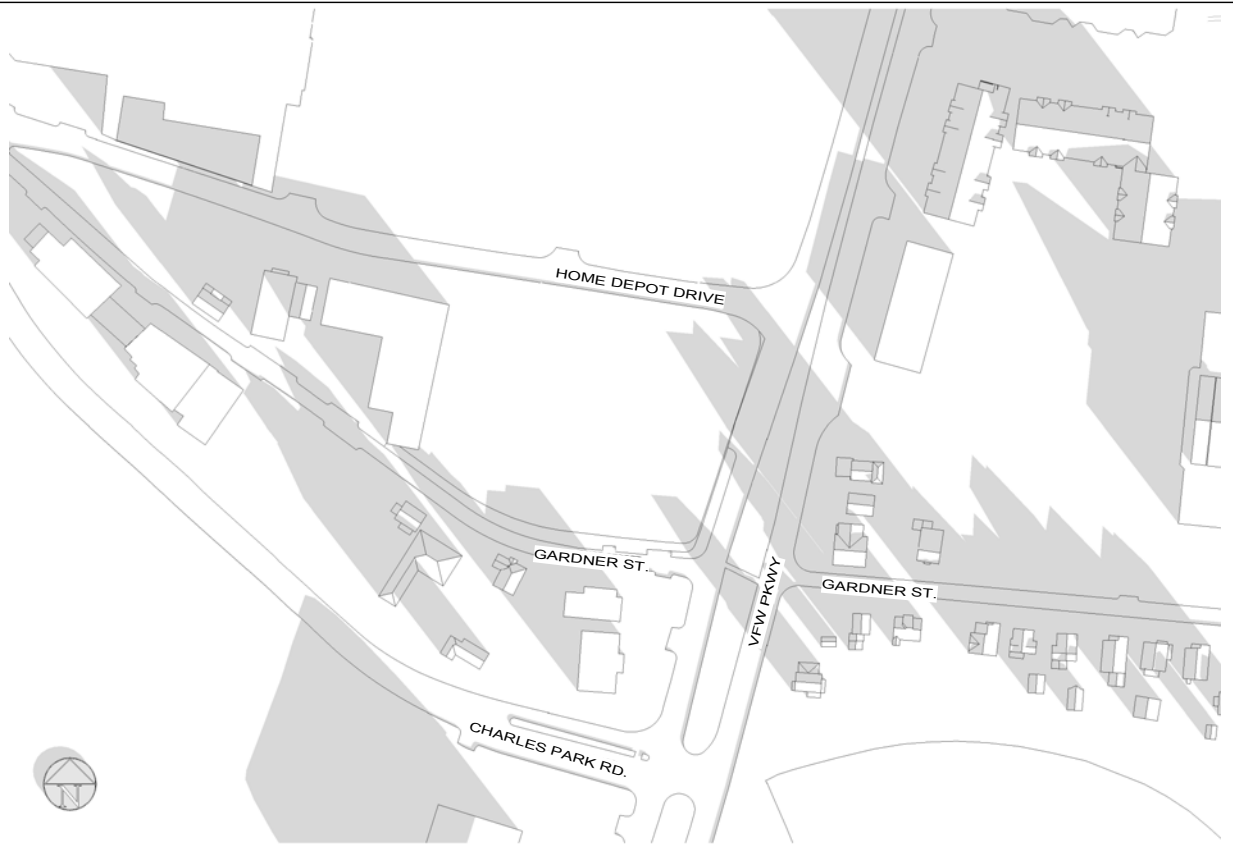 HOME DEPOT DRIVE
GARDNER ST.
GARDNER ST.
VFW PKWY
CHARLES PARK RD.
N